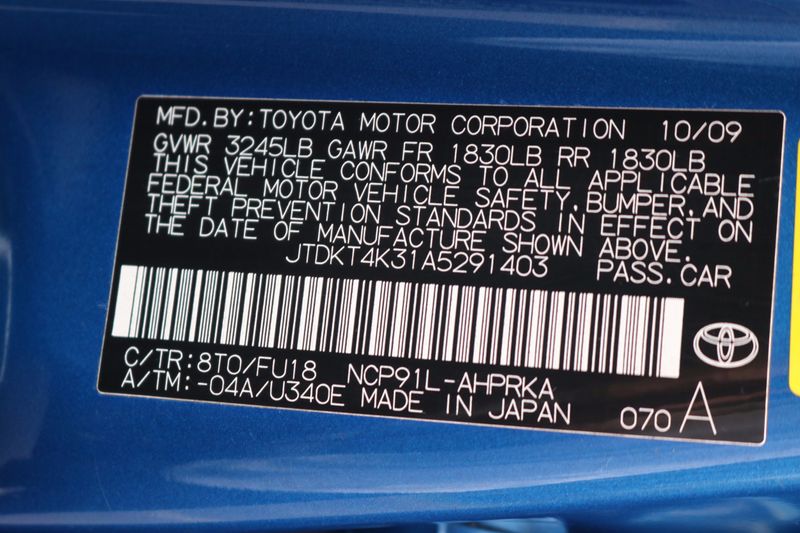 MFD. BY: TOYOTA MOTOR CORPORATION 10/09
GVWR 3245LB GAWR FR 1830LB RR 1830LB
THIS VEHICLE CONFORMS TO ALL APPLICABLE
FEDERAL MOTOR VEHICLE SAFETY, BUMPER, AND
THEFT PREVENTION STANDARDS IN EFFECT ON
THE DATE OF MANUFACTURE SHOWN ABOVE.
JTDKT4K31A5291403 PASS. CAR
C/TR: 8T0/FU18 NCP91L-AHPRKA
A/TM: -04A/U340E MADE IN JAPAN 070 A